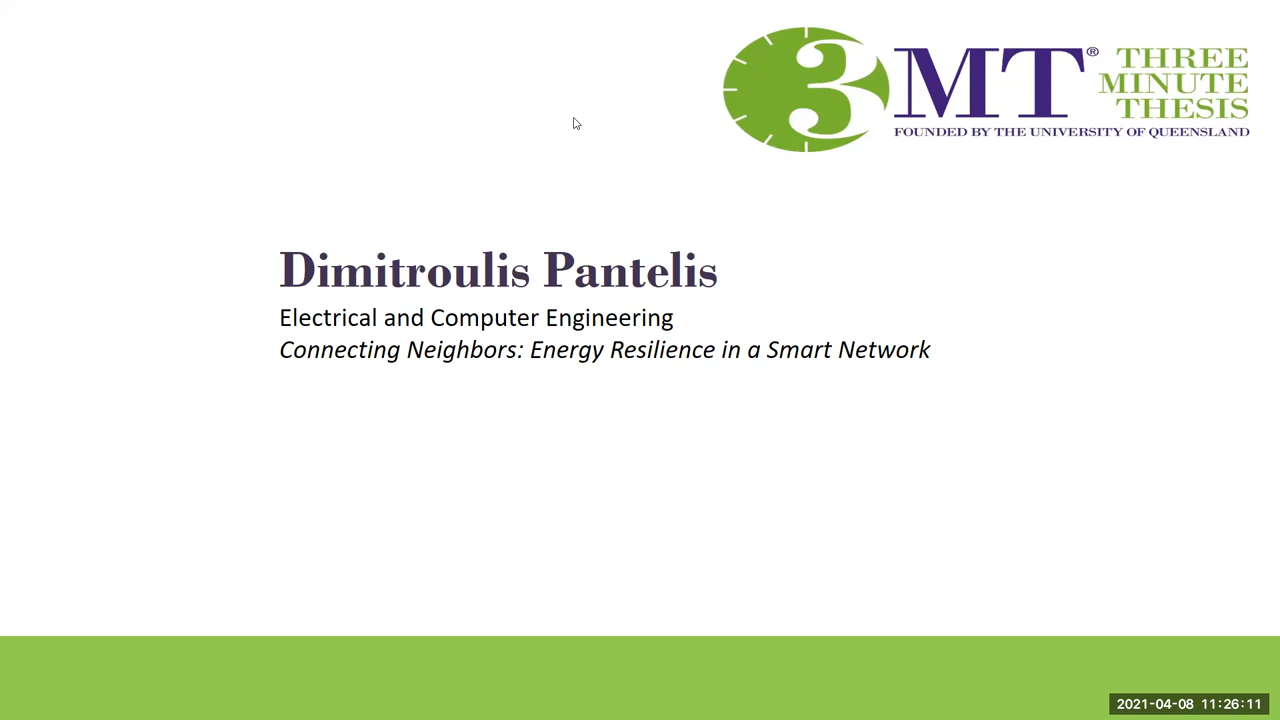 3MT® THREE
MINUTE
THESIS
FOUNDED BY THE UNIVERSITY OF QUEENSLAND
Dimitroulis Pantelis
Electrical and Computer Engineering
Connecting Neighbors: Energy Resilience in a Smart Network
2021-04-08 11:26:11